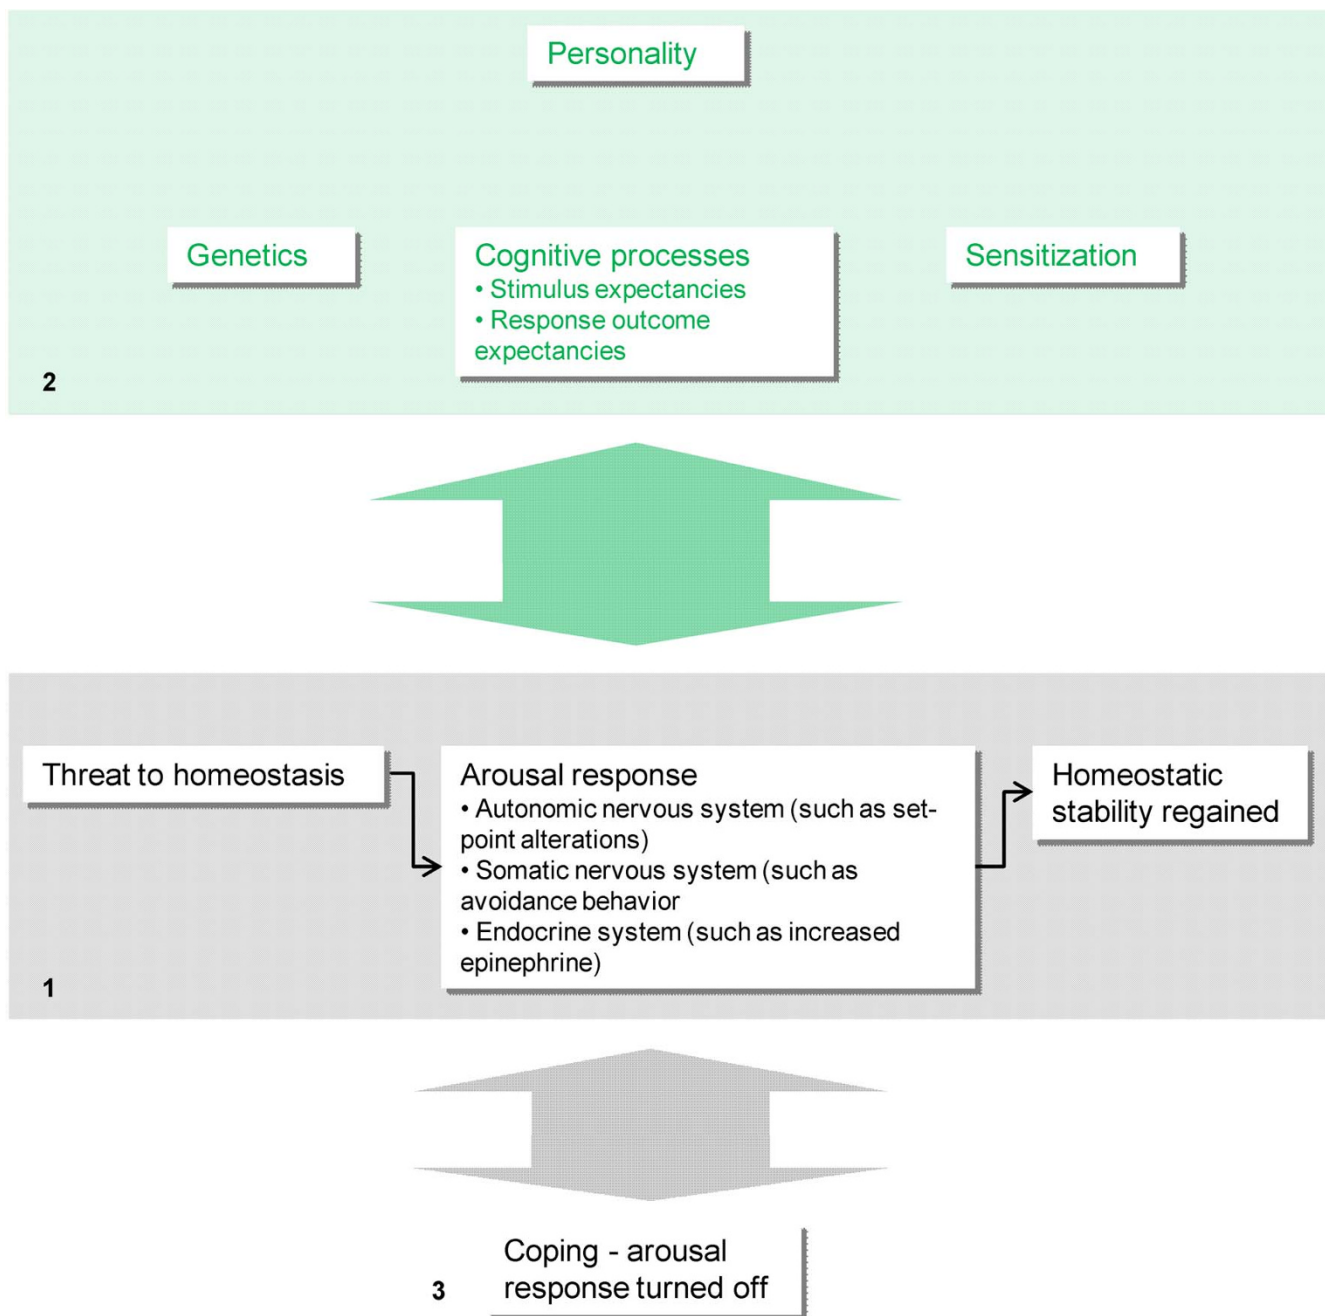 Personality
Genetics
Cognitive processes
• Stimulus expectancies
• Response outcome
expectancies
Sensitization
2
Threat to homeostasis
Arousal response
• Autonomic nervous system (such as set-
point alterations)
• Somatic nervous system (such as
avoidance behavior
• Endocrine system (such as increased
epinephrine)
Homeostatic
stability regained
1
Coping - arousal
response turned off
3